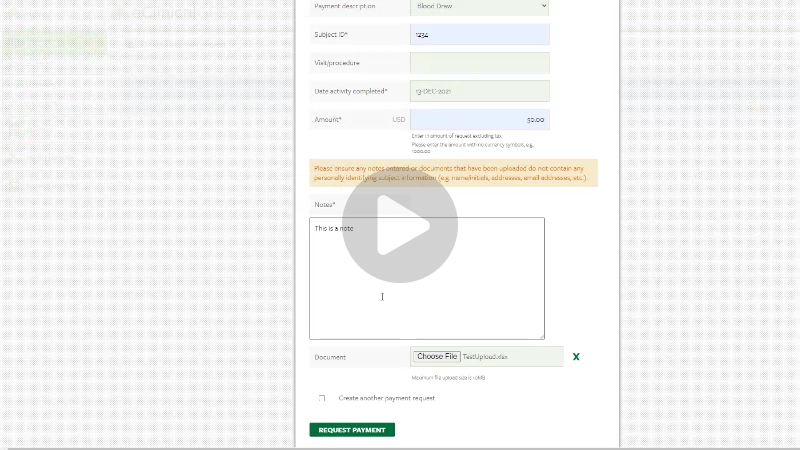 Payment description
Blood Draw
Subject ID*
1234
Visit/procedure
Date activity completed*
13-DEC-2021
Amount*
USD
50.00
Enter in amount of request excluding tax
Please enter the amount with no currency symbols, e.g.,
1000.00
Please ensure any notes entered or documents that have been uploaded do not contain any
personally identifying subject information (e.g. name/initials, addresses, email addresses, etc.).
Notes*
This is a note
Document
Choose File
TestUpload.xlsx
X
Maximum file upload size is 10MB
Create another payment request
REQUEST PAYMENT